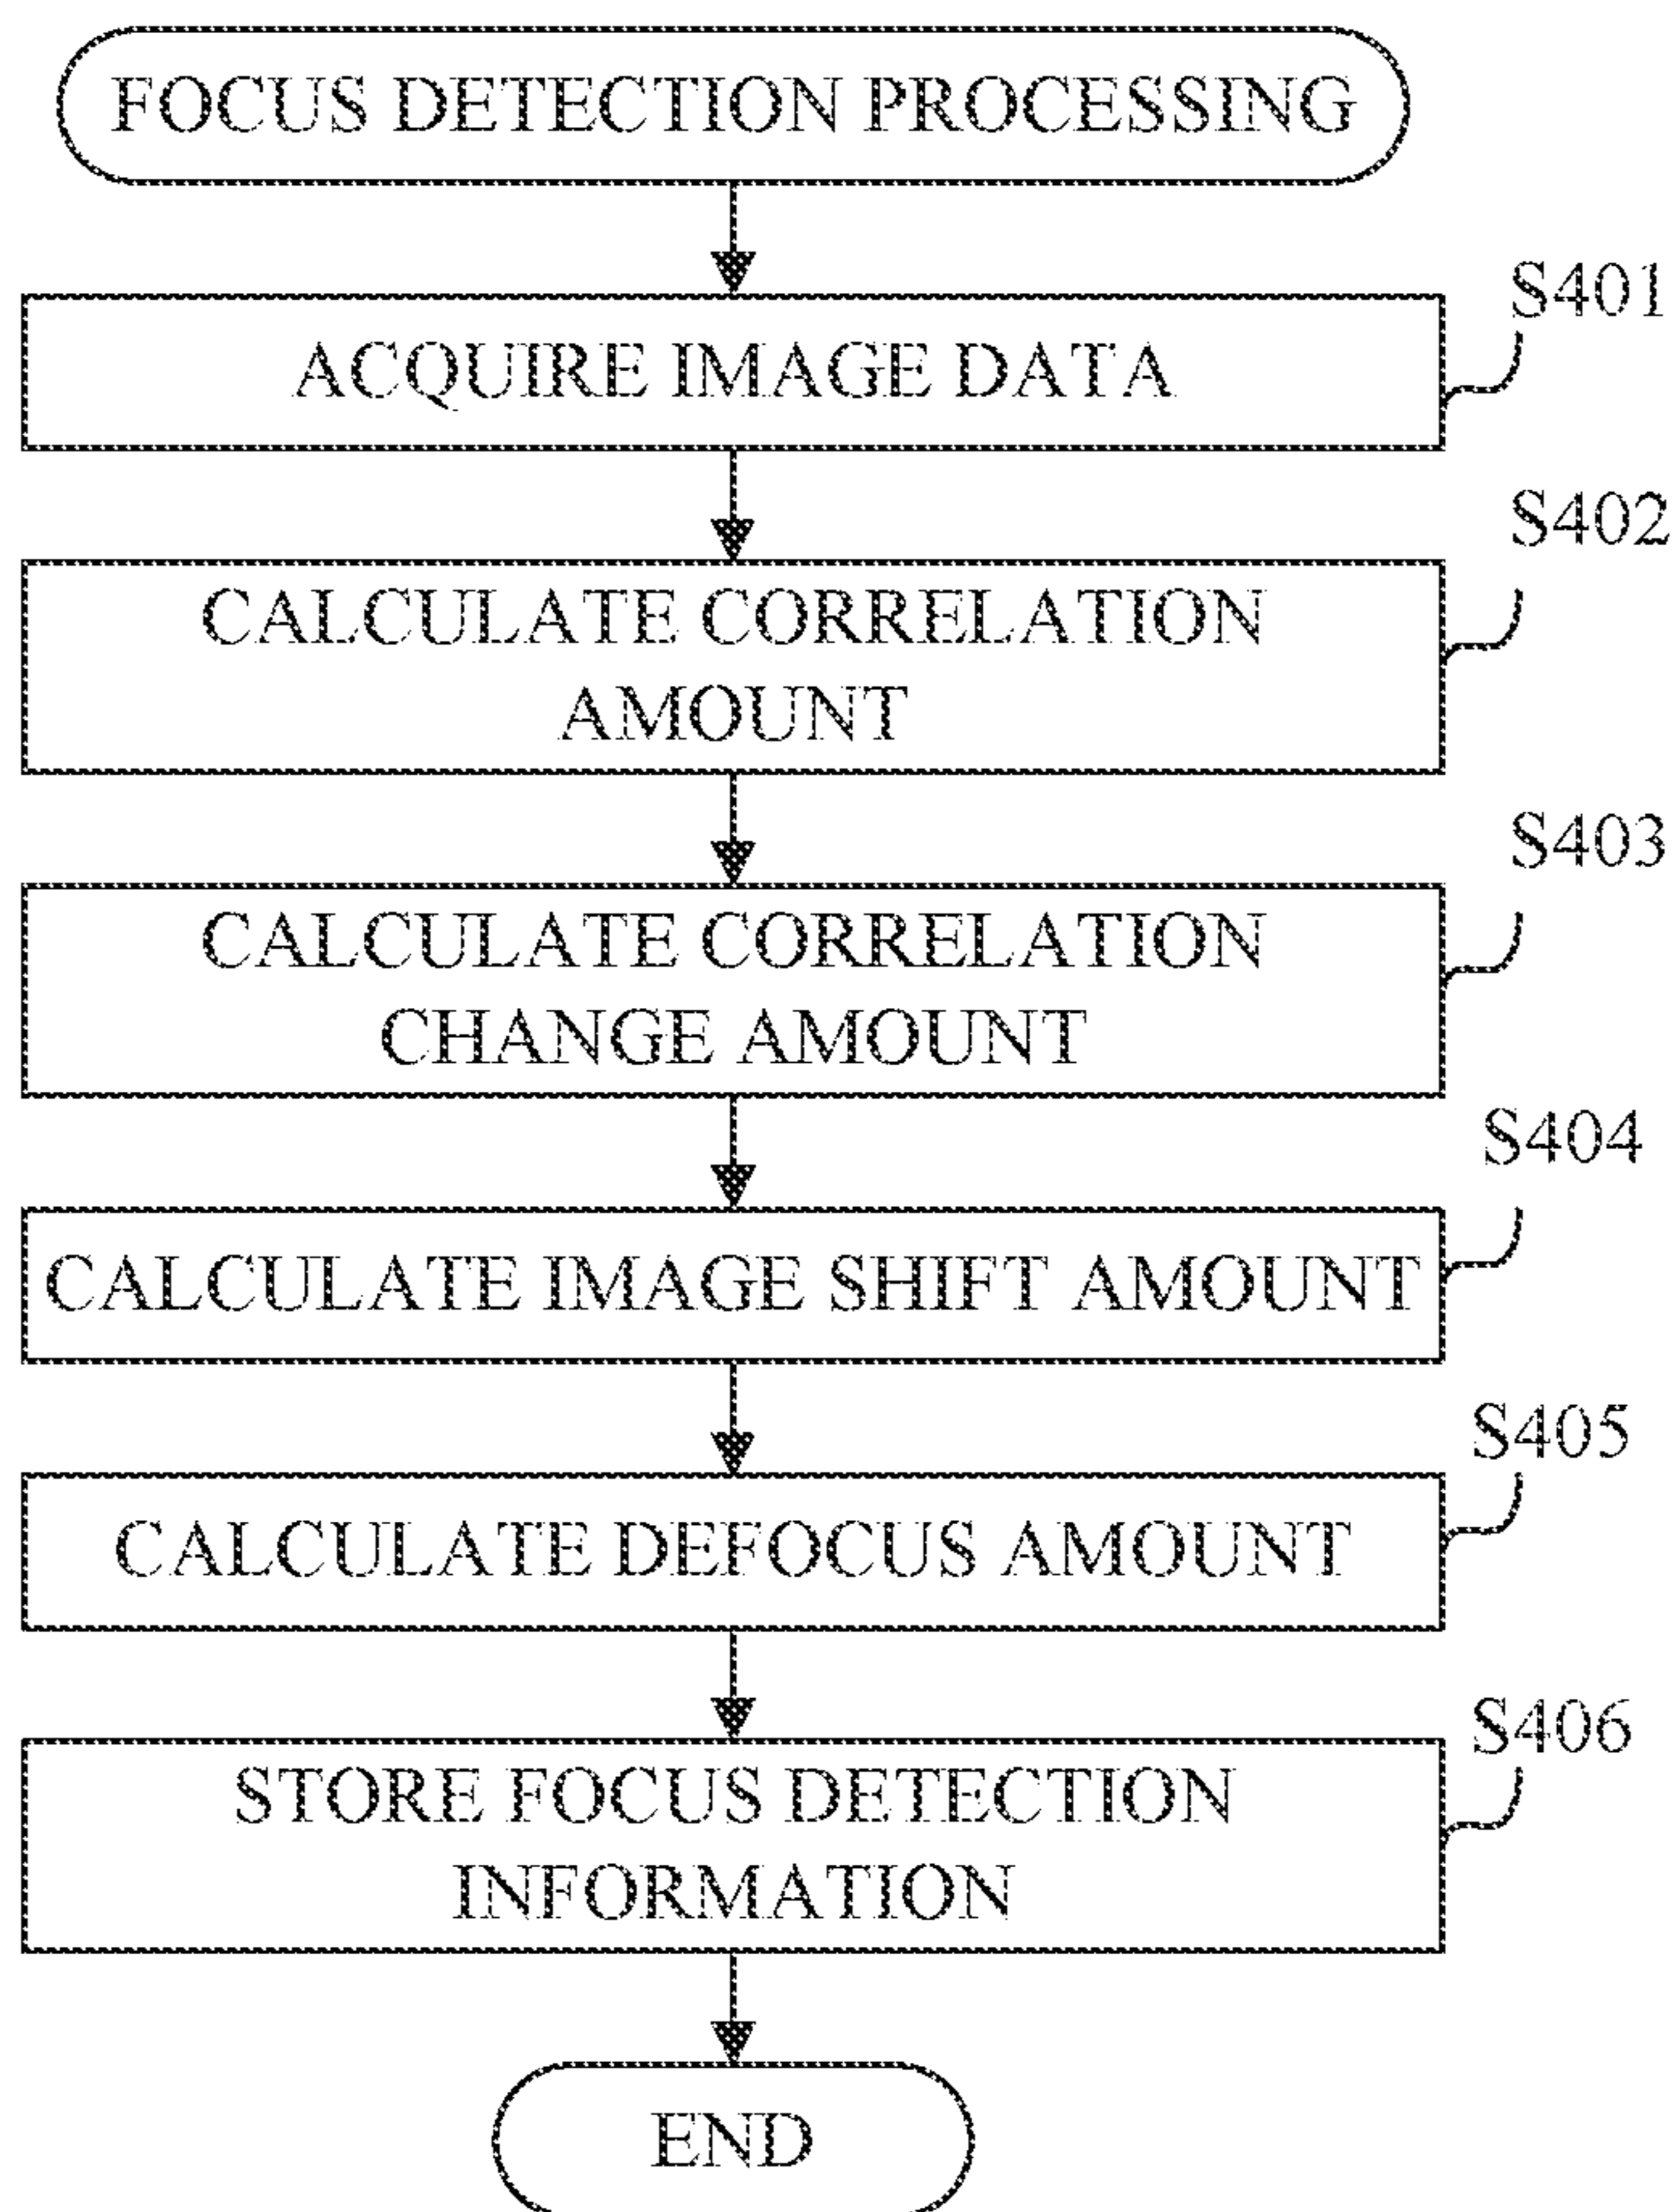 FOCUS DETECTION PROCESSING
S401
ACQUIRE IMAGE DATA
S402
CALCULATE CORRELATION
AMOUNT
S403
CALCULATE CORRELATION
CHANGE AMOUNT
S404
CALCULATE IMAGE SHIFT AMOUNT
S405
CALCULATE DEFOCUS AMOUNT
S406
STORE FOCUS DETECTION
INFORMATION
END